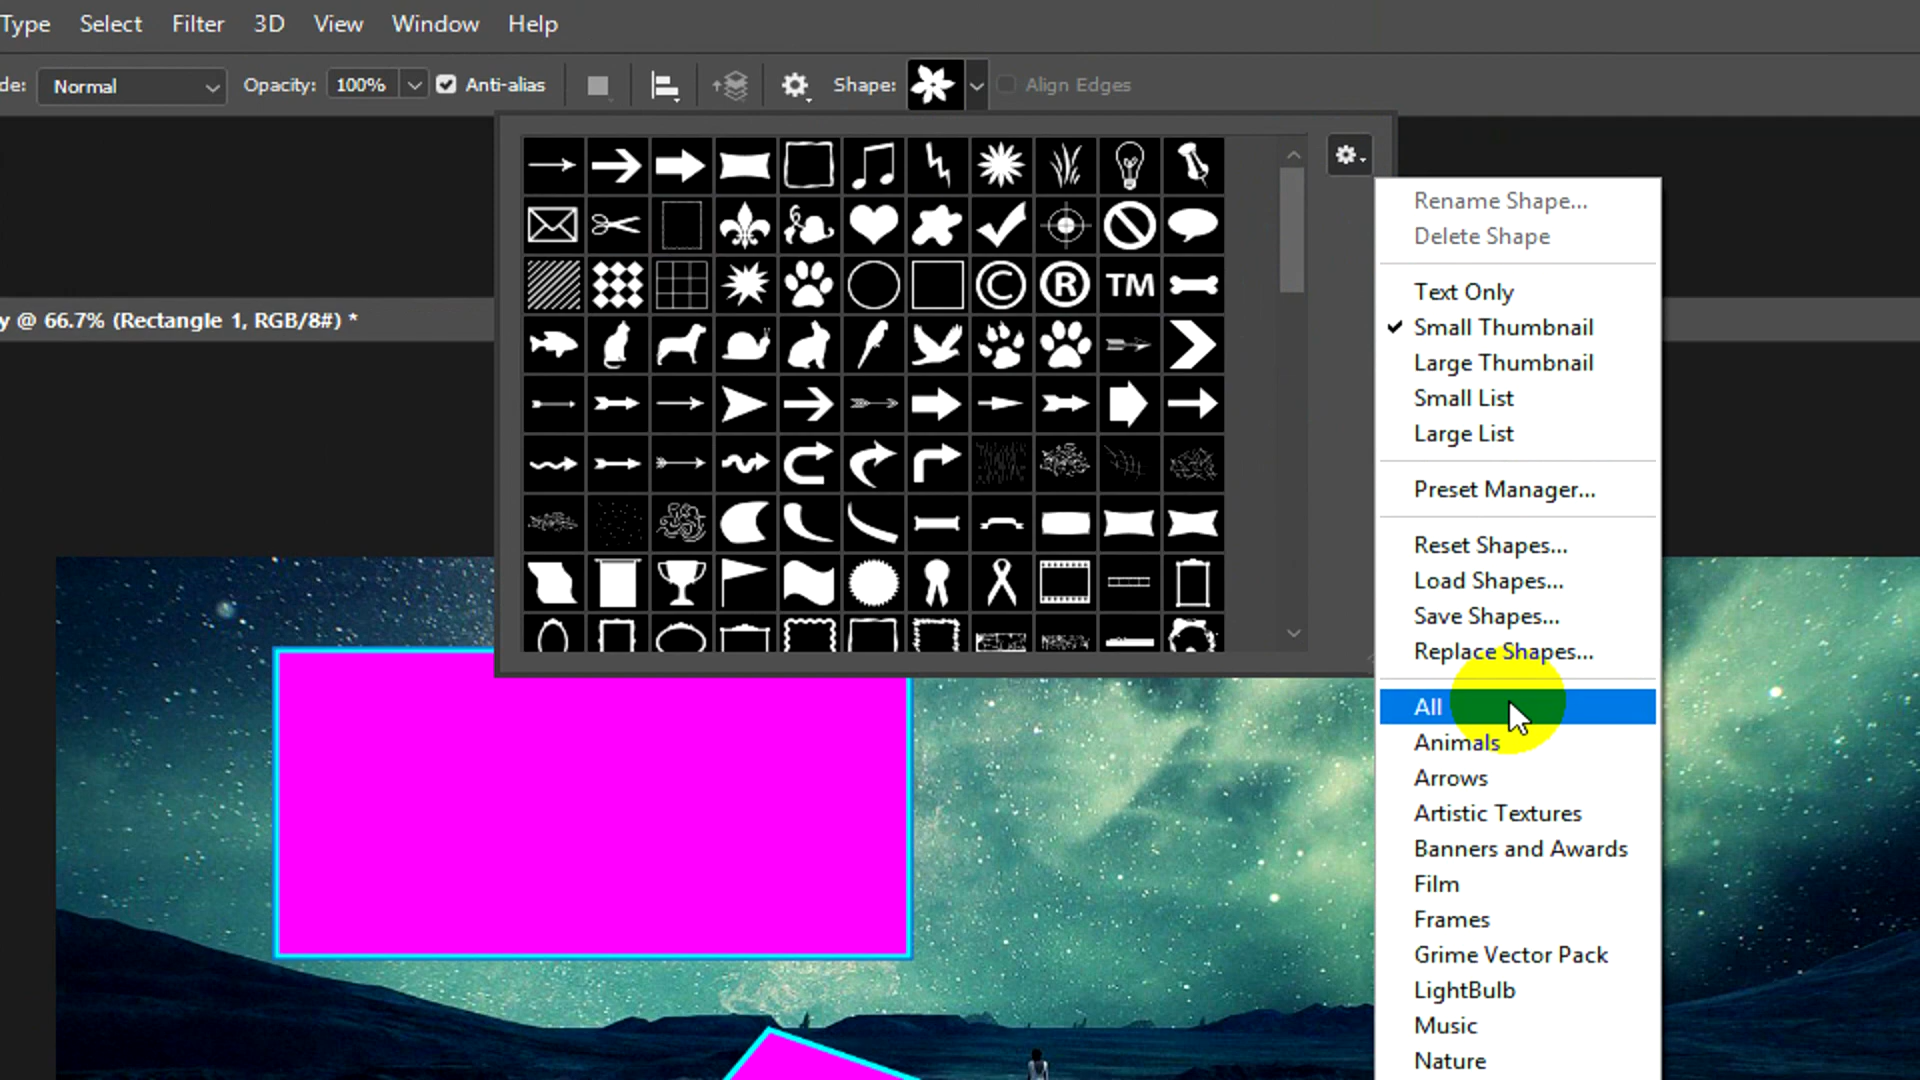 Type Select Filter 3D View Window Help
de: Normal Opacity: 100% Anti-alias Shape: Align Edges
TM
C R
y @ 66.7% (Rectangle 1, RGB/8#) *
Rename Shape...
Delete Shape
Text Only
Small Thumbnail
Large Thumbnail
Small List
Large List
Preset Manager...
Reset Shapes...
Load Shapes...
Save Shapes...
Replace Shapes...
All
Animals
Arrows
Artistic Textures
Banners and Awards
Film
Frames
Grime Vector Pack
LightBulb
Music
Nature